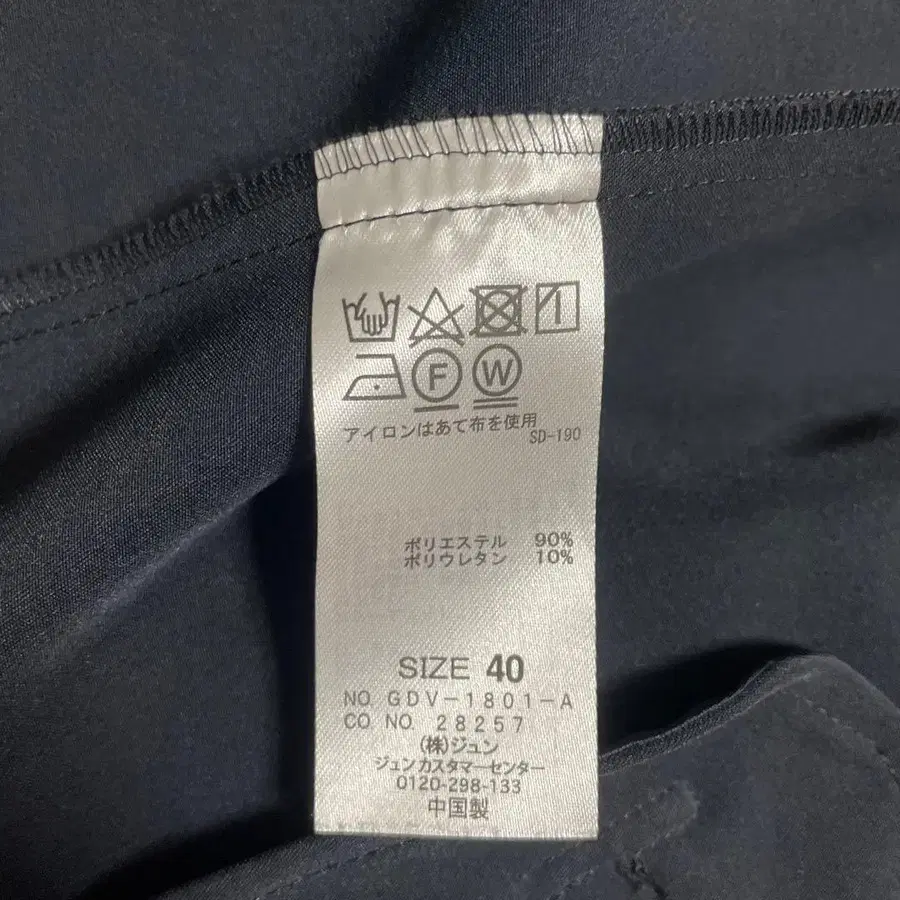 F W
アイロンはあて布を使用
SD-190
ポリエステル 90%
ポリウレタン 10%
SIZE 40
NO. GDV-1801-A
CO NO. 28257
(株)ジュン
ジュンカスタマーセンター
0120-298-133
中国製